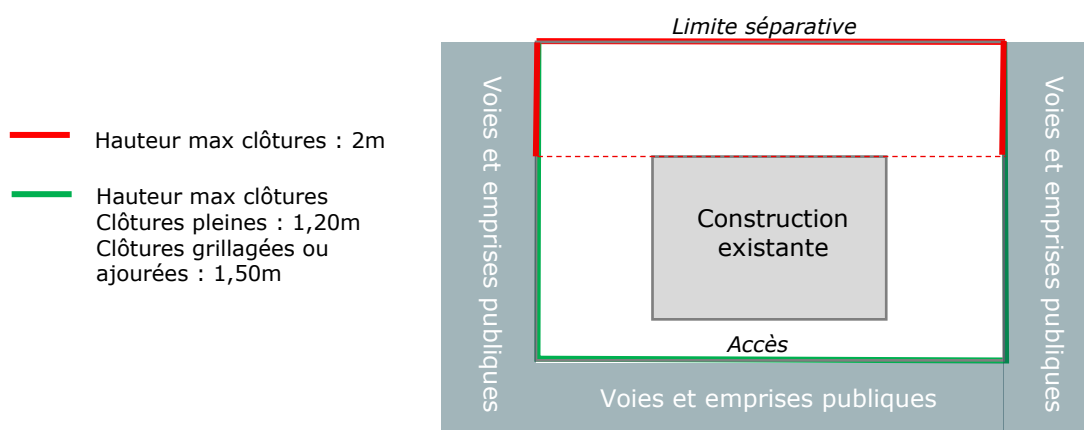 Limite séparative
Hauteur max clôtures : 2m
Hauteur max clôtures
Clôtures pleines : 1,20m
Clôtures grillagées ou
ajourées : 1,50m
Voies et emprises publiques
Construction
existante
Voies et emprises publiques
Accès
Voies et emprises publiques